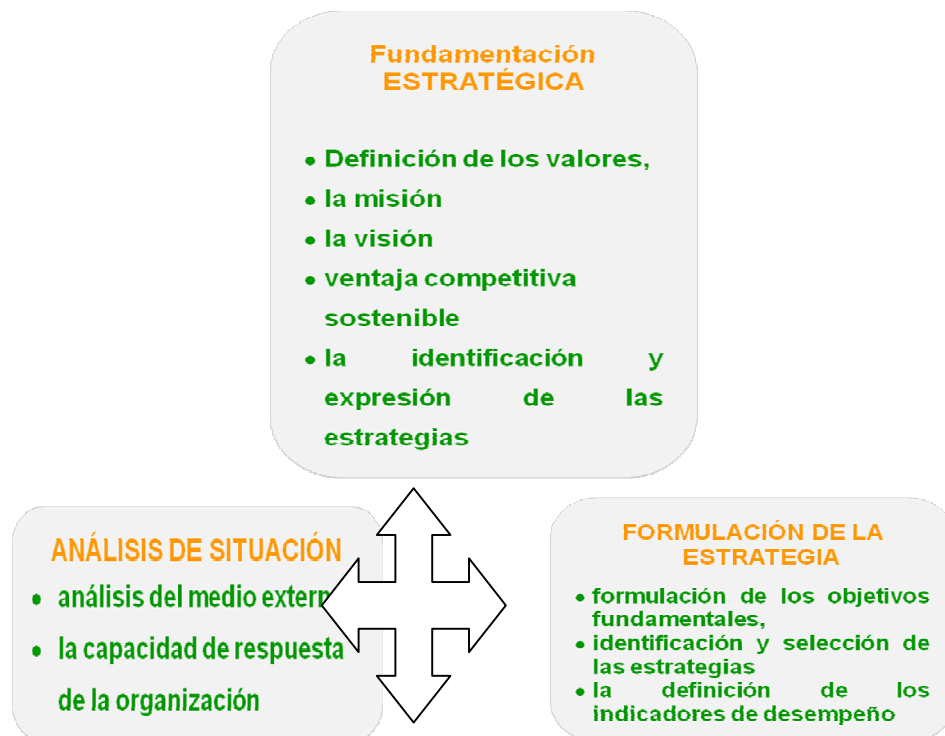 Fundamentación
ESTRATÉGICA
• Definición de los valores,
• la misión
• la visión
• ventaja competitiva
sostenible
• la identificación y
expresión de las
estrategias
ANÁLISIS DE SITUACIÓN
• análisis del medio extern
• la capacidad de respuesta
de la organización
FORMULACIÓN DE LA
ESTRATEGIA
• formulación de los objetivos
fundamentales,
• identificación y selección de
las estrategias
• la definición de los
indicadores de desempeño